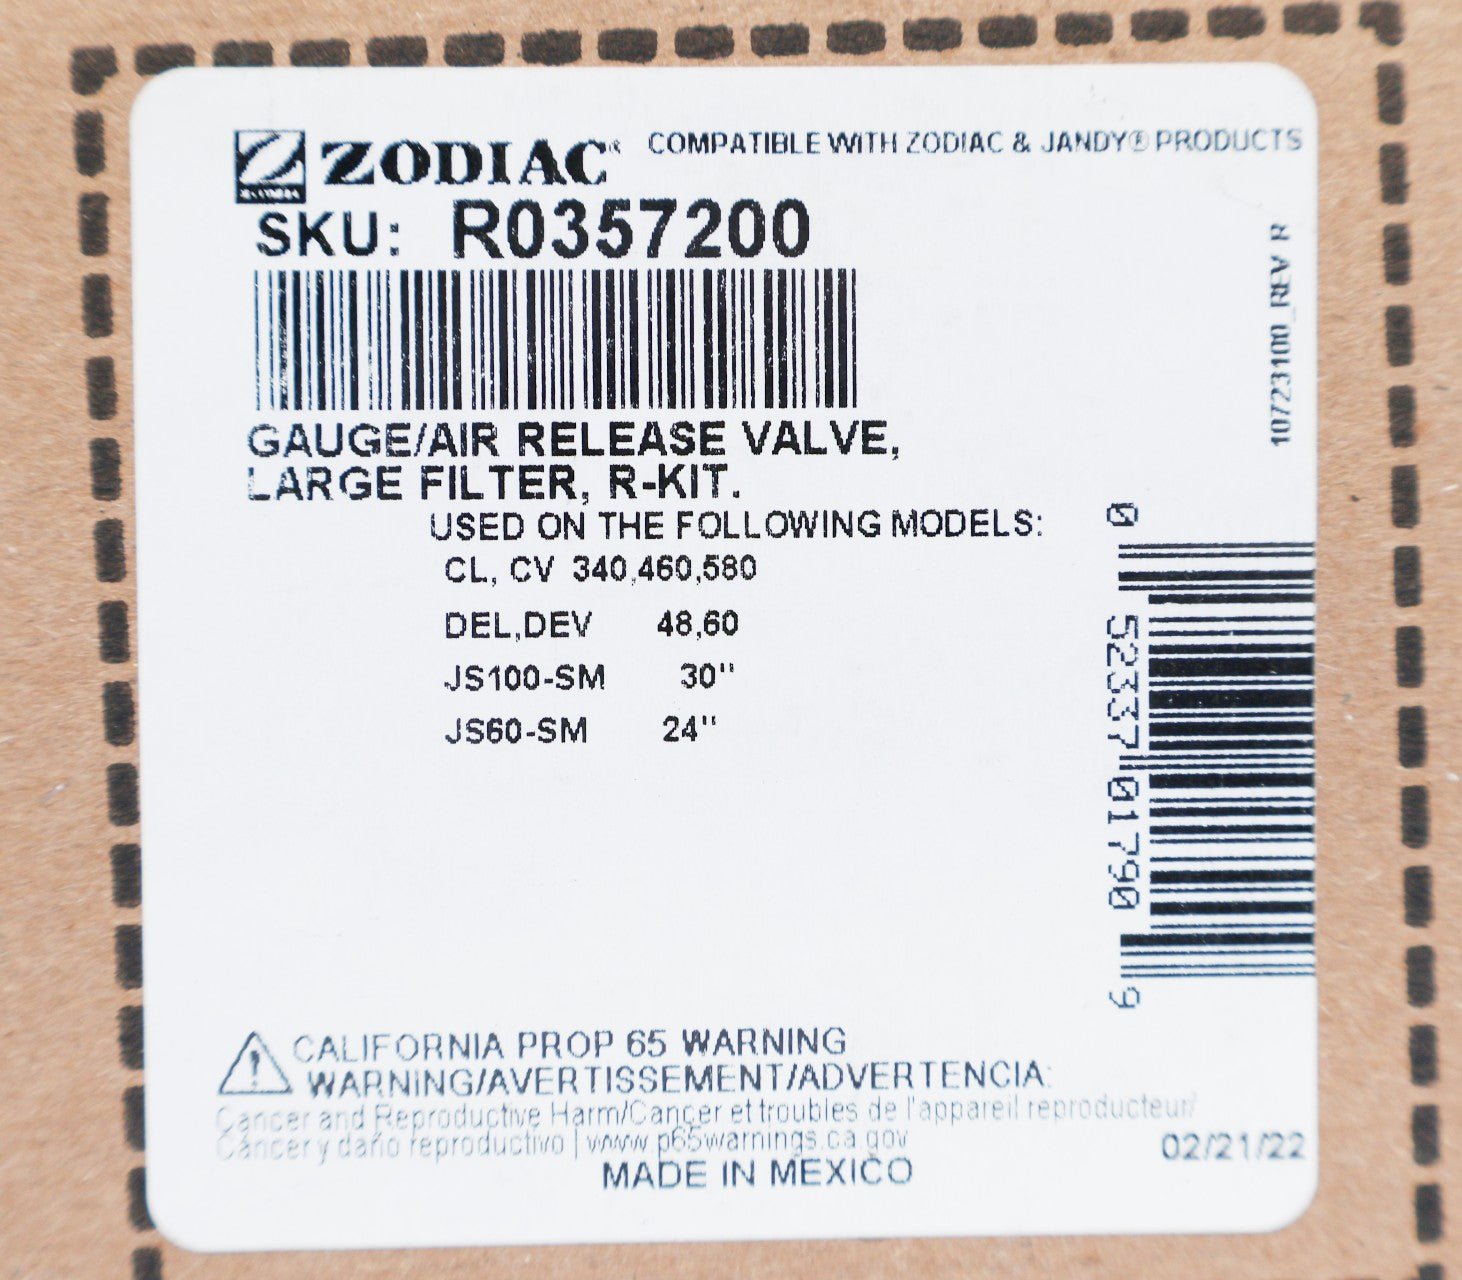 ZODIAC® COMPATIBLE WITH ZODIAC & JANDY® PRODUCTS
SKU: R0357200
GAUGE/AIR RELEASE VALVE,
LARGE FILTER, R-KIT.
USED ON THE FOLLOWING MODELS:
CL, CV 340,460,580
DEL,DEV 48,60
JS100-SM 30"
JS60-SM 24"
10723100_REV R
0 52337 01790 9
CALIFORNIA PROP 65 WARNING
WARNING/AVERTISSEMENT/ADVERTENCIA:
Cancer and Reproductive Harm/Cancer et troubles de l'appareil reproducteur/
Cáncer y daño reproductivo | www.p65warnings.ca.gov
02/21/22
MADE IN MEXICO